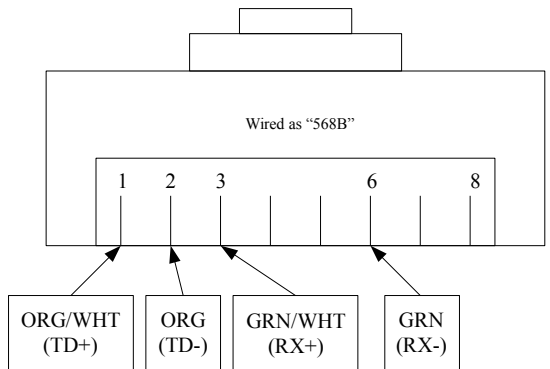 Wired as “568B”
1 2 3 6 8
ORG/WHT
(TD+)
ORG
(TD-)
GRN/WHT
(RX+)
GRN
(RX-)